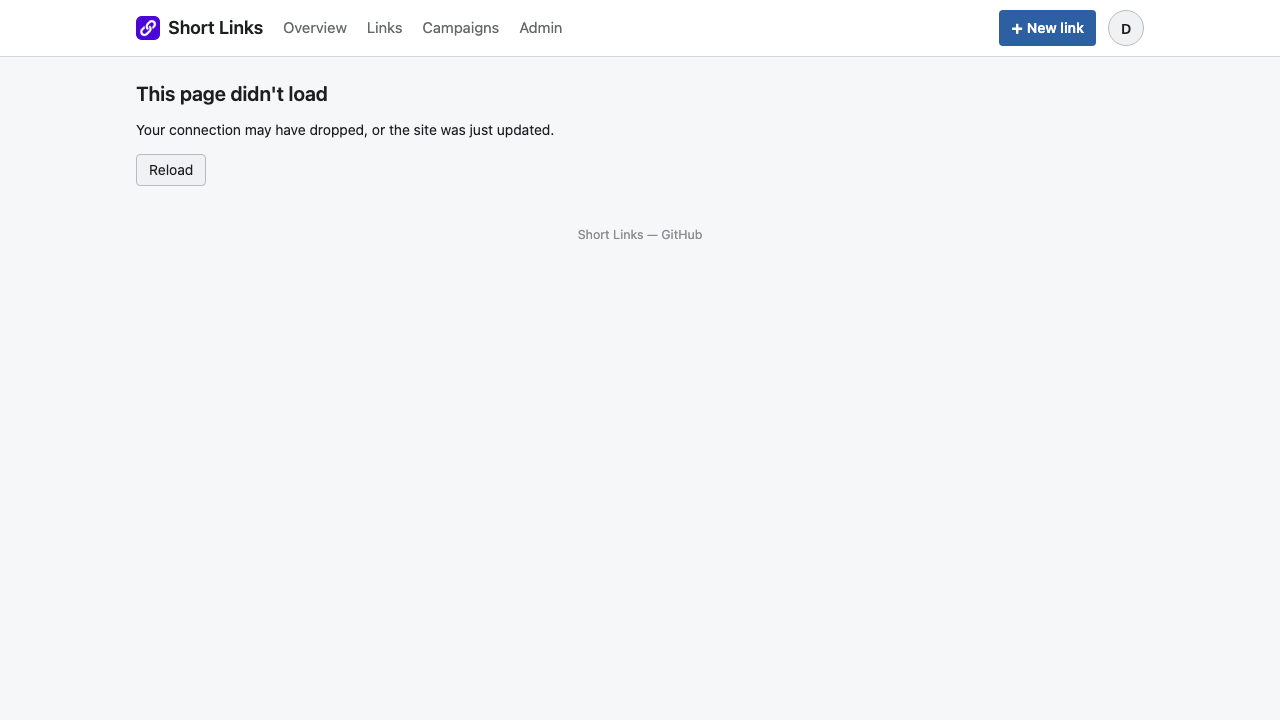 Short Links
Overview
Links
Campaigns
Admin
+ New link
D
This page didn't load
Your connection may have dropped, or the site was just updated.
Reload
Short Links — GitHub